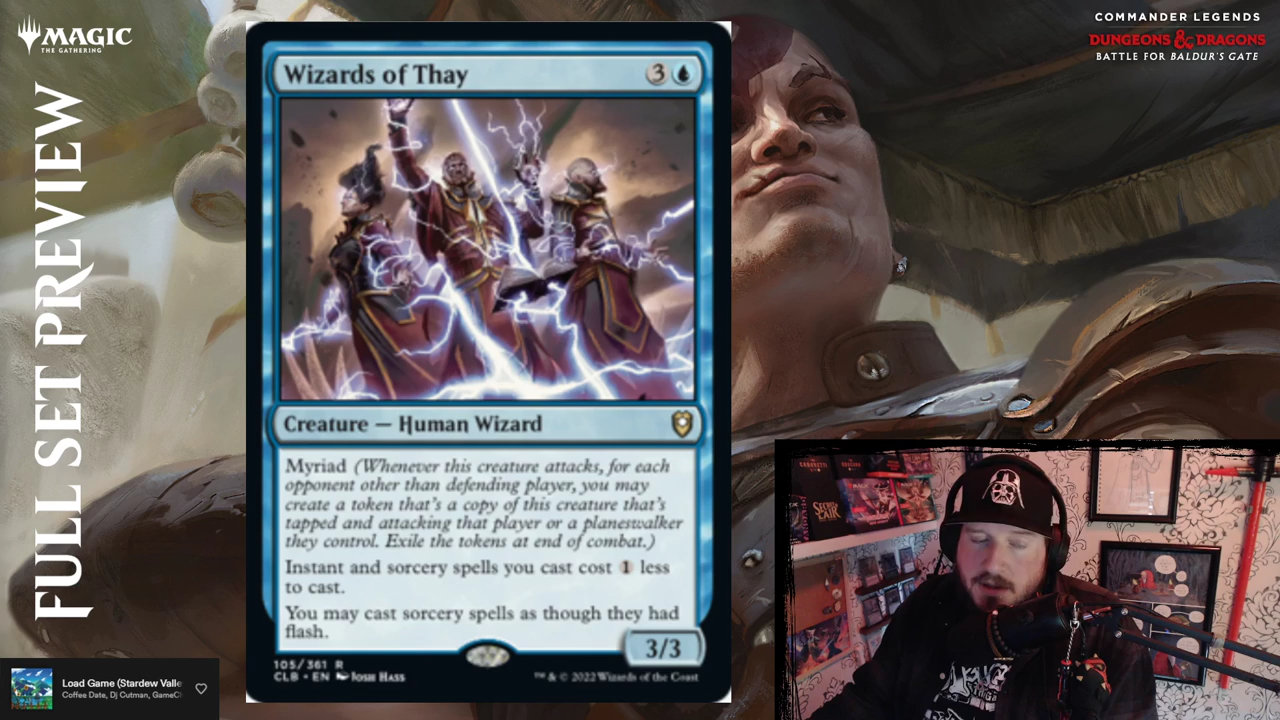 MAGIC
THE GATHERING
FULL SET PREVIEW
Wizards of Thay
3
Creature — Human Wizard
Myriad (Whenever this creature attacks, for each
opponent other than defending player, you may
create a token that's a copy of this creature that's
tapped and attacking that player or a planeswalker
they control. Exile the tokens at end of combat.)
Instant and sorcery spells you cast cost 1 less
to cast.
You may cast sorcery spells as though they had
flash.
3/3
105/361 R
CLB • EN Josh Hass
™ & © 2022 Wizards of the Coast
COMMANDER LEGENDS
DUNGEONS & DRAGONS
BATTLE FOR BALDUR'S GATE
Load Game (Stardew Valle
Coffee Date, Dj Cutman, GameC
SECRET
LAIR